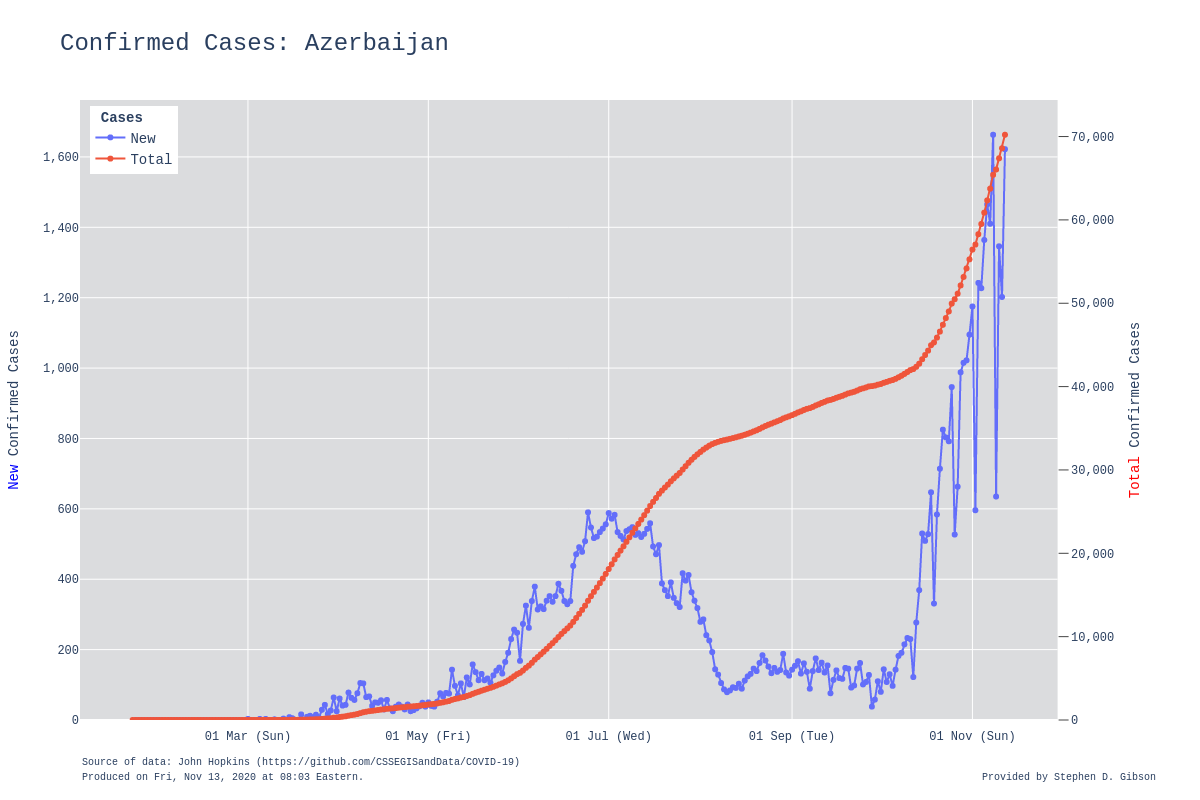 Confirmed Cases: Azerbaijan
Cases
New
Total
1,600
1,400
1,200
1,000
800
600
400
200
0
70,000
60,000
50,000
40,000
30,000
20,000
10,000
0
New Confirmed Cases
Total Confirmed Cases
01 Mar (Sun)
01 May (Fri)
01 Jul (Wed)
01 Sep (Tue)
01 Nov (Sun)
Source of data: John Hopkins (https://github.com/CSSEGISandData/COVID-19)
Produced on Fri, Nov 13, 2020 at 08:03 Eastern.
Provided by Stephen D. Gibson